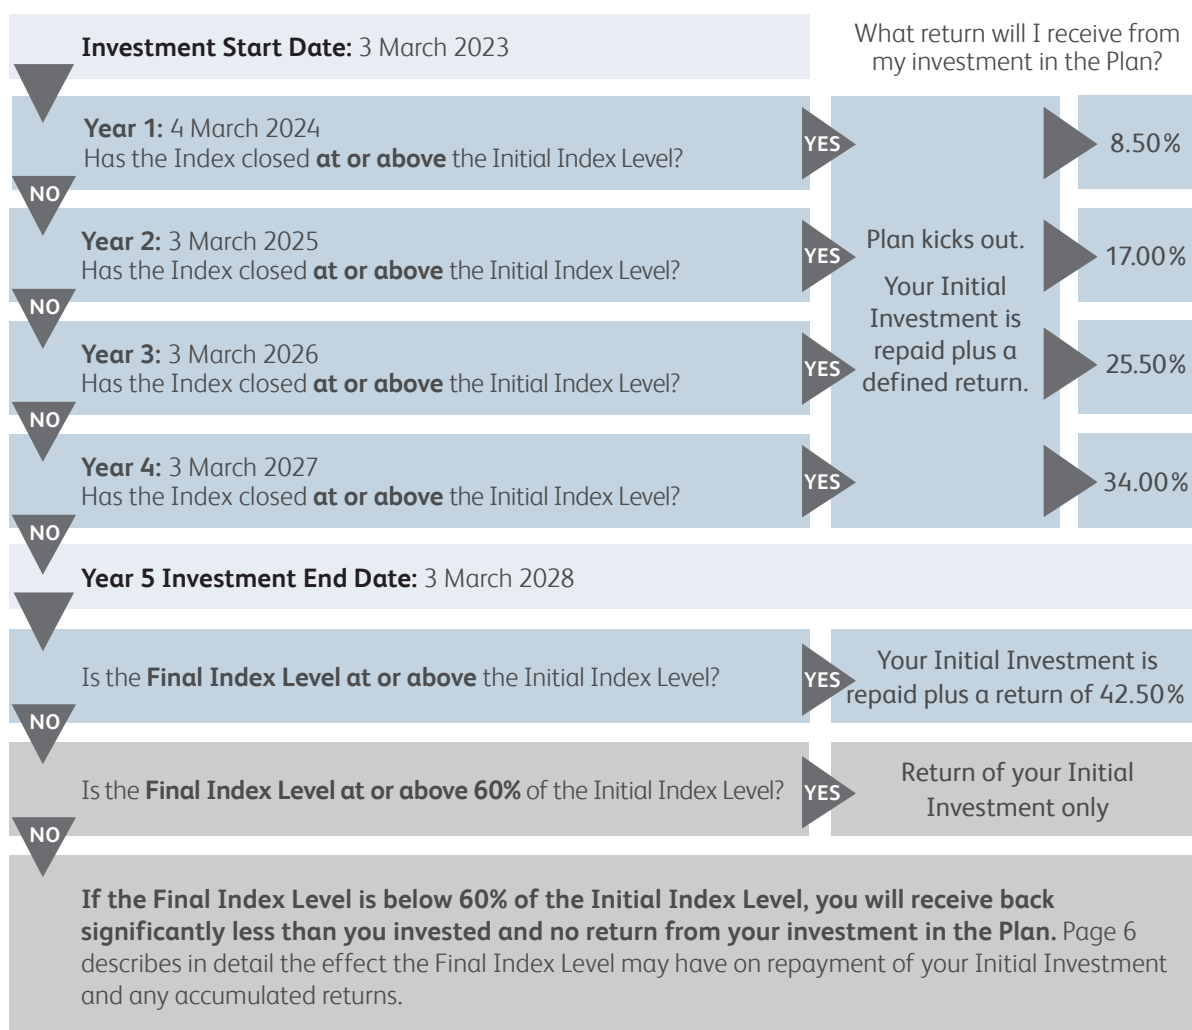 Investment Start Date: 3 March 2023
What return will I receive from
my investment in the Plan?
Year 1: 4 March 2024
Has the Index closed at or above the Initial Index Level?
YES
8.50%
NO
Year 2: 3 March 2025
Has the Index closed at or above the Initial Index Level?
YES
Plan kicks out.
Your Initial
Investment is
repaid plus a
defined return.
17.00%
NO
Year 3: 3 March 2026
Has the Index closed at or above the Initial Index Level?
YES
25.50%
NO
Year 4: 3 March 2027
Has the Index closed at or above the Initial Index Level?
YES
34.00%
NO
Year 5 Investment End Date: 3 March 2028
Is the Final Index Level at or above the Initial Index Level?
YES
Your Initial Investment is
repaid plus a return of 42.50%
NO
Is the Final Index Level at or above 60% of the Initial Index Level?
YES
Return of your Initial
Investment only
NO
If the Final Index Level is below 60% of the Initial Index Level, you will receive back
significantly less than you invested and no return from your investment in the Plan. Page 6
describes in detail the effect the Final Index Level may have on repayment of your Initial Investment
and any accumulated returns.